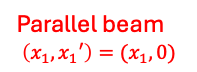 Parallel beam
(x₁,x₁′) = (x₁,0)